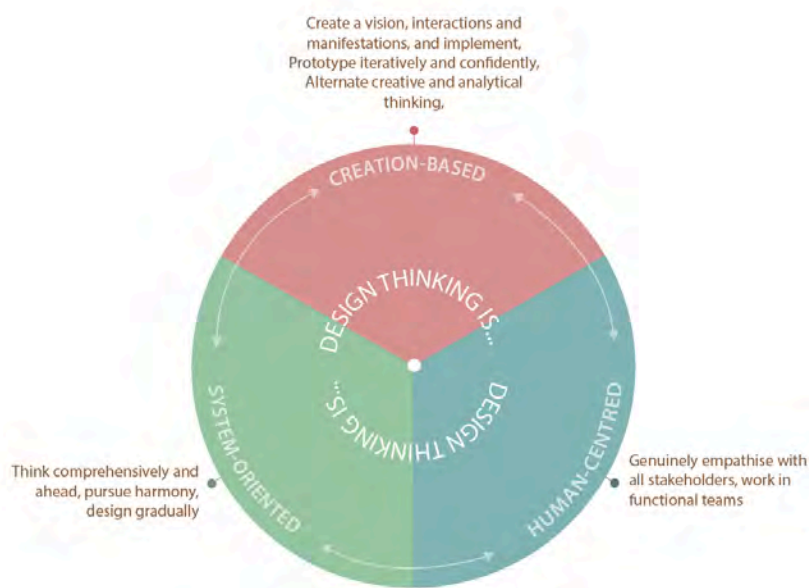 Create a vision, interactions and
manifestations, and implement,
Prototype iteratively and confidently,
Alternate creative and analytical
thinking,
CREATION-BASED
DESIGN THINKING IS...
DESIGN THINKING IS...
SYSTEM-ORIENTED
HUMAN-CENTRED
Think comprehensively and
ahead, pursue harmony,
design gradually
Genuinely empathise with
all stakeholders, work in
functional teams